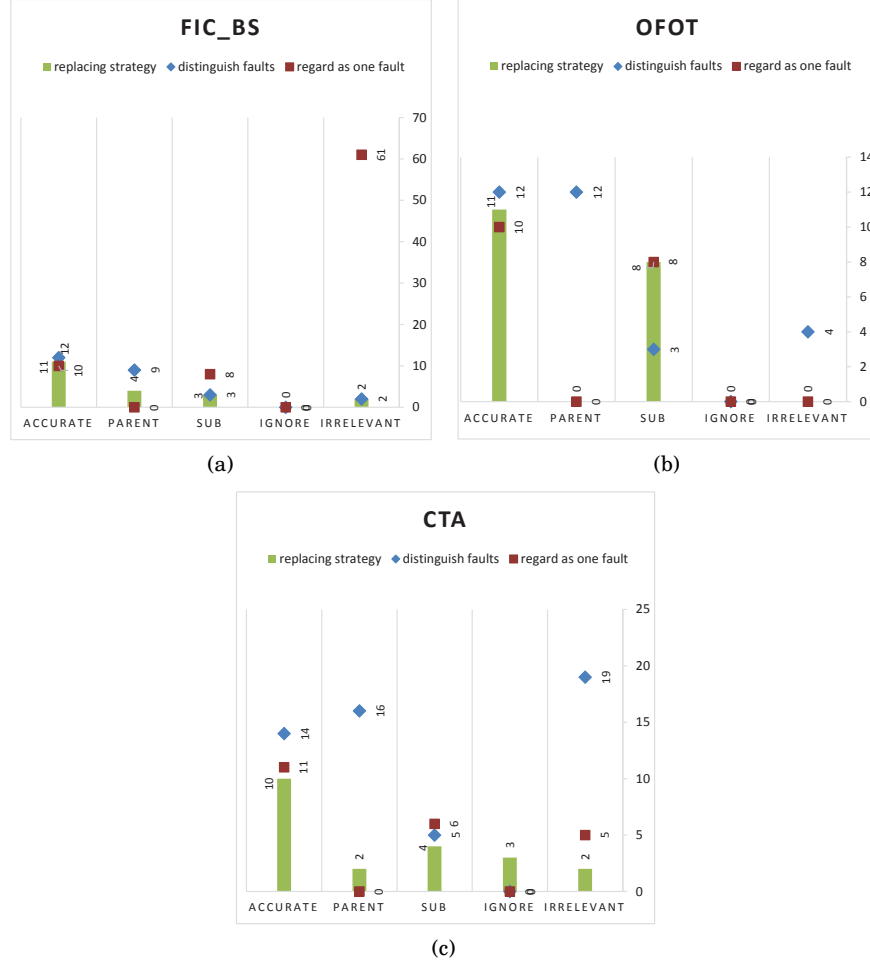 FIC_BS
replacing strategy distinguish faults regard as one fault
70
60
50
40
30
20
10
0
11 12 10 4 9 0 3 3 8 0 0 0 2 2 61
ACCURATE PARENT SUB IGNORE IRRELEVANT
(a)
OFOT
replacing strategy distinguish faults regard as one fault
14
12
10
8
6
4
2
0
11 12 10 0 12 0 8 3 8 0 0 0 0 4 0
ACCURATE PARENT SUB IGNORE IRRELEVANT
(b)
CTA
replacing strategy distinguish faults regard as one fault
25
20
15
10
5
0
10 14 11 2 16 0 4 5 6 3 0 0 2 19 5
ACCURATE PARENT SUB IGNORE IRRELEVANT
(c)